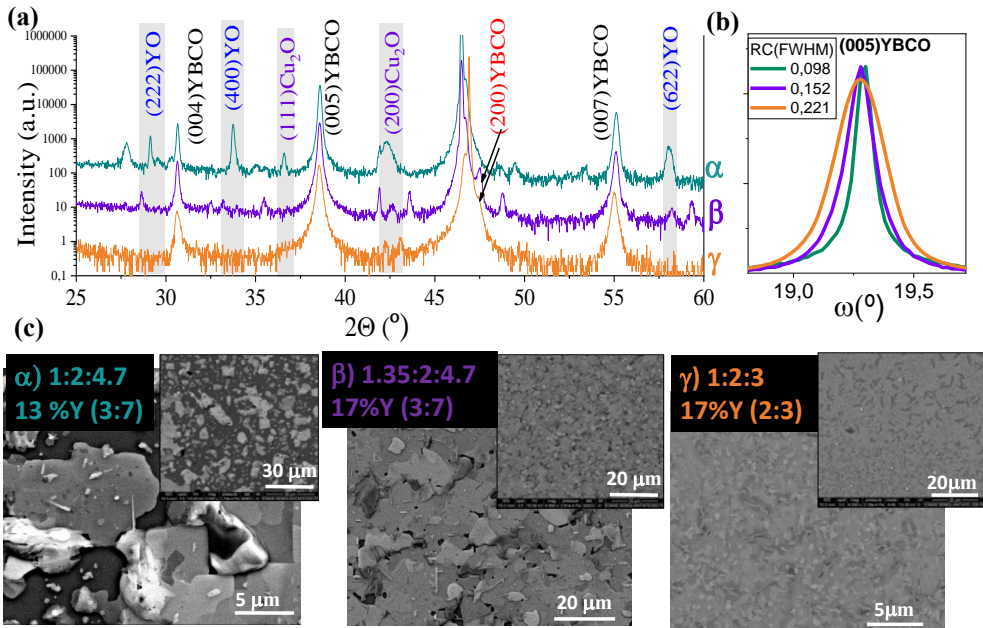 (a)
Intensity (a.u.)
1000000
100000
10000
1000
100
10
1
0,1
(222)YO
(004)YBCO
(400)YO
(111)Cu₂O
(005)YBCO
(200)Cu₂O
(200)YBCO
(007)YBCO
(622)YO
α
β
γ
25 30 35 40 45 50 55 60
2Θ (º)
(b)
RC(FWHM)
0,098
0,152
0,221
(005)YBCO
19,0 19,5
ω(º)
(c)
α) 1:2:4.7
13 %Y (3:7)
30 μm
5 μm
β) 1.35:2:4.7
17%Y (3:7)
20 μm
20 μm
γ) 1:2:3
17%Y (2:3)
20μm
5μm